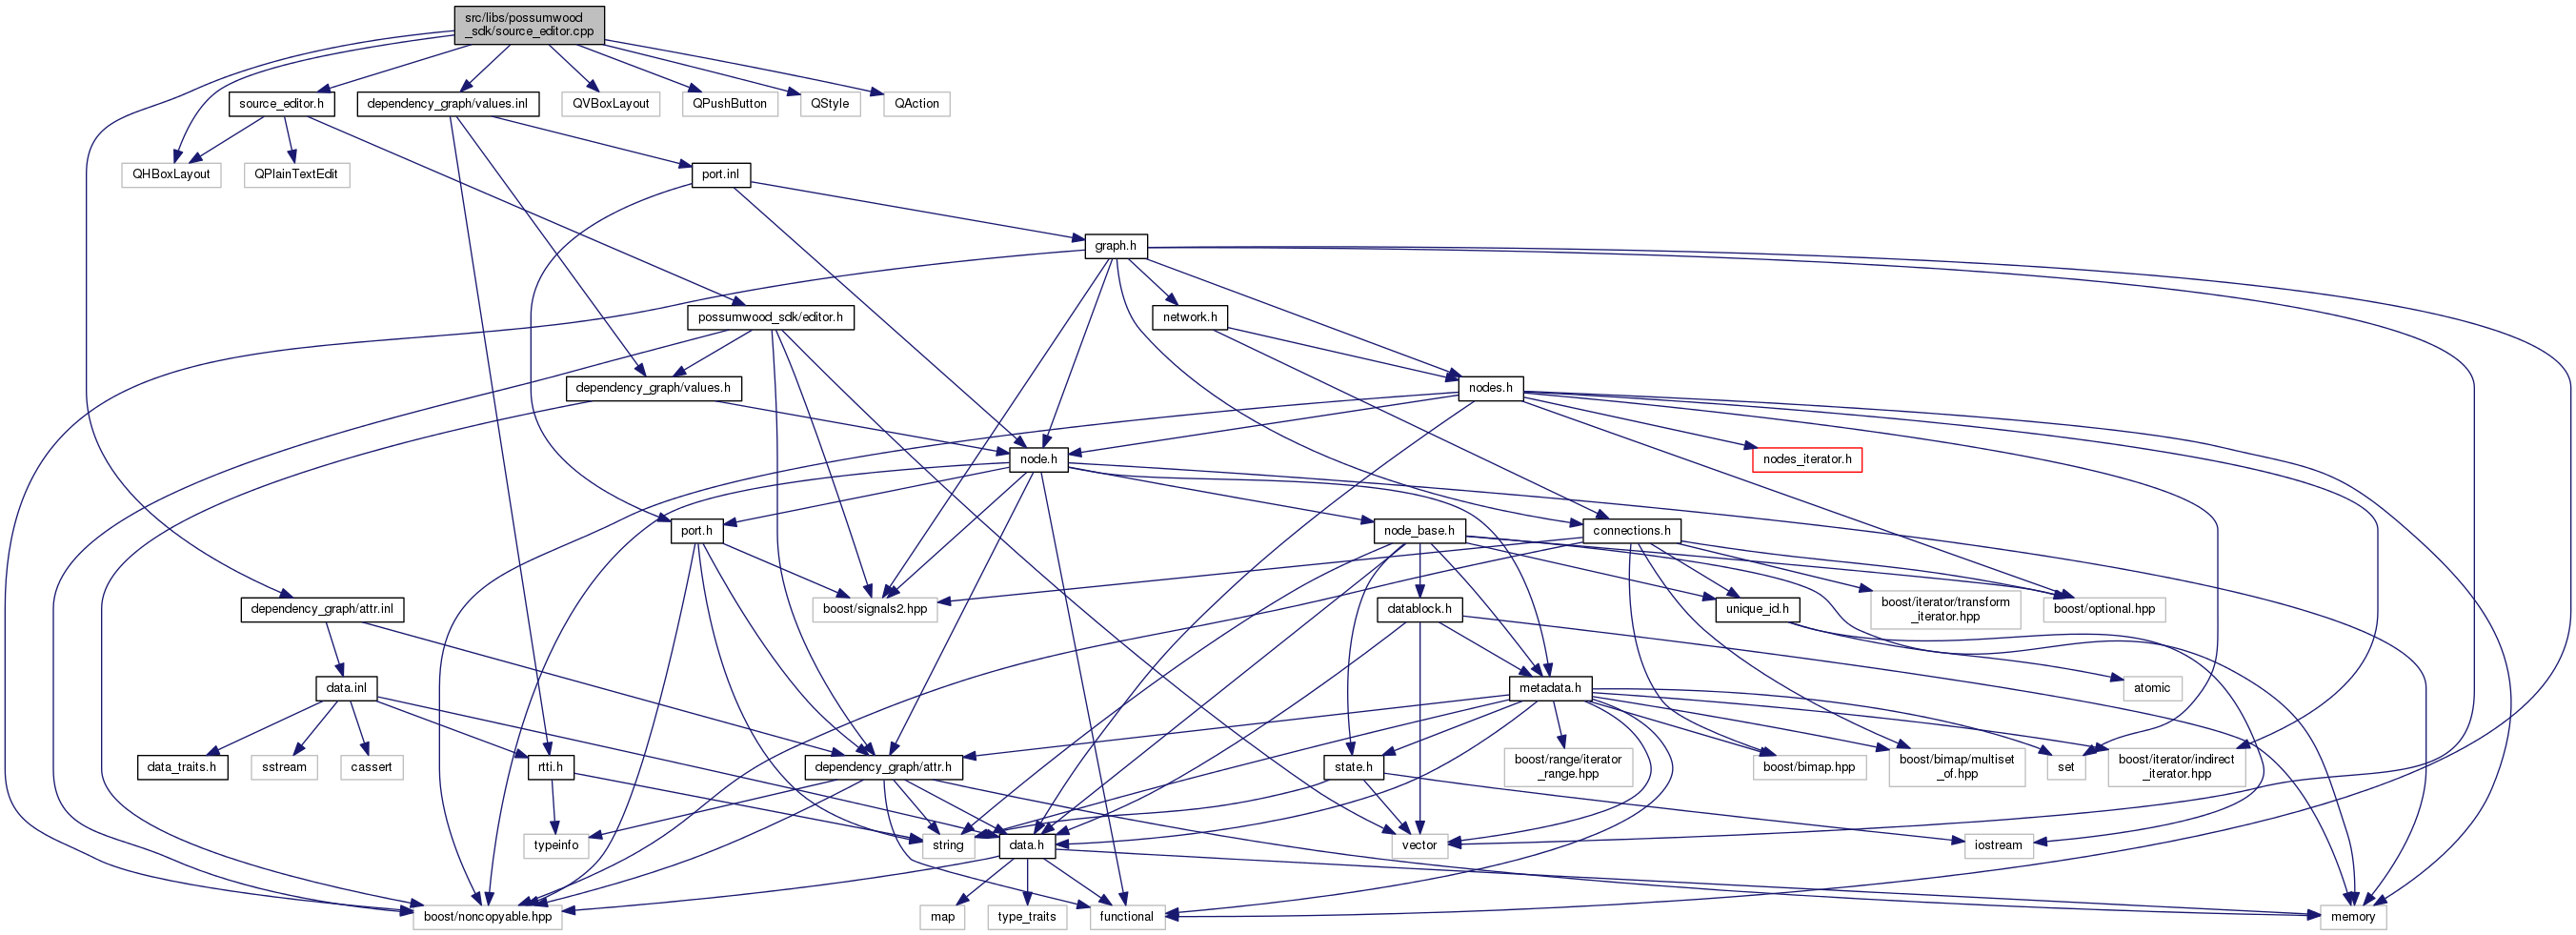 src/libs/possumwood
_sdk/source_editor.cpp
source_editor.h
dependency_graph/values.inl
QVBoxLayout
QPushButton
QStyle
QAction
QHBoxLayout
QPlainTextEdit
port.inl
graph.h
possumwood_sdk/editor.h
network.h
dependency_graph/values.h
nodes.h
node.h
nodes_iterator.h
port.h
node_base.h
connections.h
dependency_graph/attr.inl
boost/signals2.hpp
datablock.h
unique_id.h
boost/iterator/transform
_iterator.hpp
boost/optional.hpp
data.inl
metadata.h
atomic
data_traits.h
sstream
cassert
rtti.h
dependency_graph/attr.h
state.h
boost/range/iterator
_range.hpp
boost/bimap.hpp
boost/bimap/multiset
_of.hpp
set
boost/iterator/indirect
_iterator.hpp
typeinfo
string
data.h
vector
iostream
boost/noncopyable.hpp
map
type_traits
functional
memory